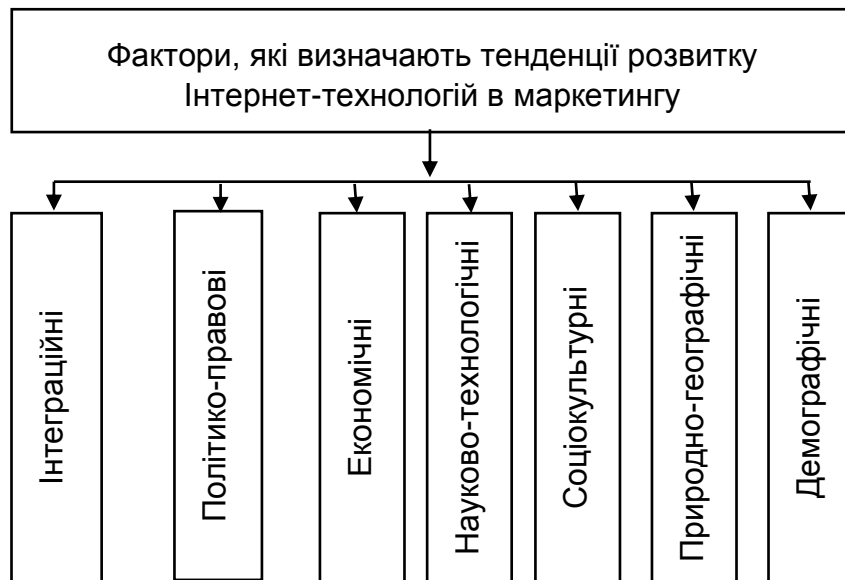 Фактори, які визначають тенденції розвитку
Інтернет-технологій в маркетингу
Інтеграційні
Політико-правові
Економічні
Науково-технологічні
Соціокультурні
Природно-географічні
Демографічні